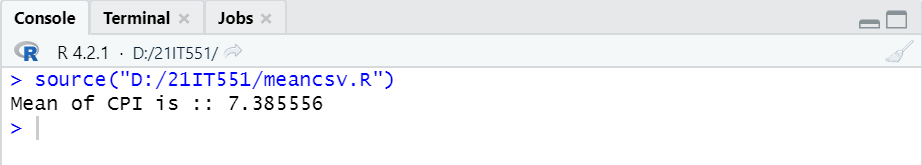 Console Terminal Jobs
R R 4.2.1 · D:/21IT551/
> source("D:/21IT551/meancsv.R")
Mean of CPI is :: 7.385556
>